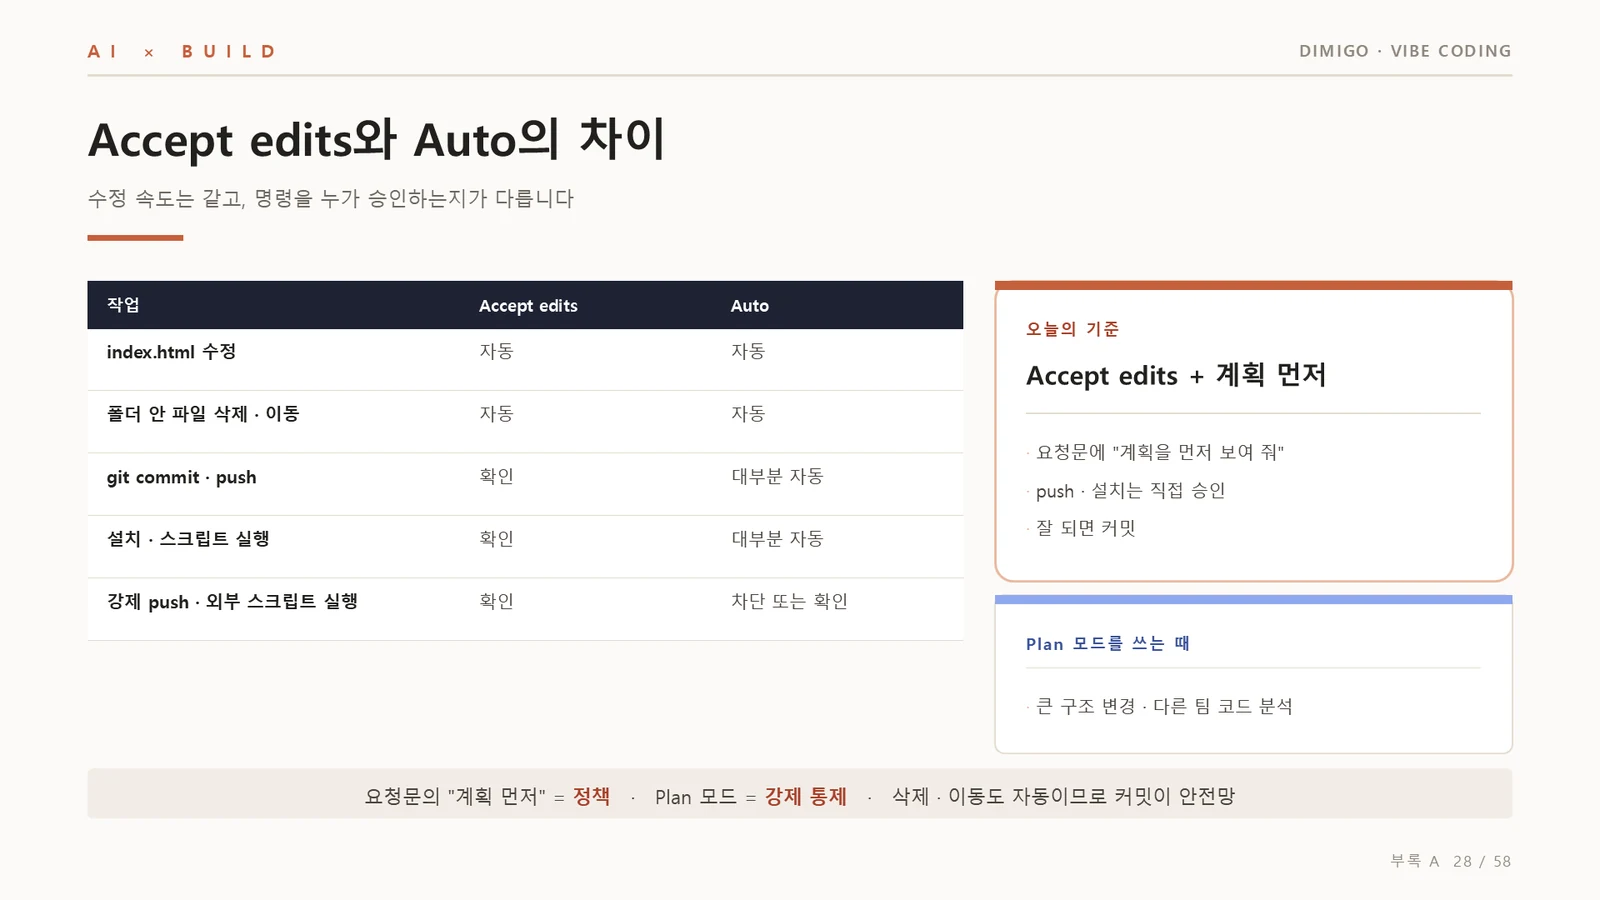 AI × BUILD
DIMIGO · VIBE CODING
Accept edits와 Auto의 차이
수정 속도는 같고, 명령을 누가 승인하는지가 다릅니다
작업 Accept edits Auto
index.html 수정 자동 자동
폴더 안 파일 삭제 · 이동 자동 자동
git commit · push 확인 대부분 자동
설치 · 스크립트 실행 확인 대부분 자동
강제 push · 외부 스크립트 실행 확인 차단 또는 확인
오늘의 기준
Accept edits + 계획 먼저
· 요청문에 "계획을 먼저 보여 줘"
· push · 설치는 직접 승인
· 잘 되면 커밋
Plan 모드를 쓰는 때
· 큰 구조 변경 · 다른 팀 코드 분석
요청문의 "계획 먼저" = 정책 · Plan 모드 = 강제 통제 · 삭제 · 이동도 자동이므로 커밋이 안전망
부록 A 28 / 58